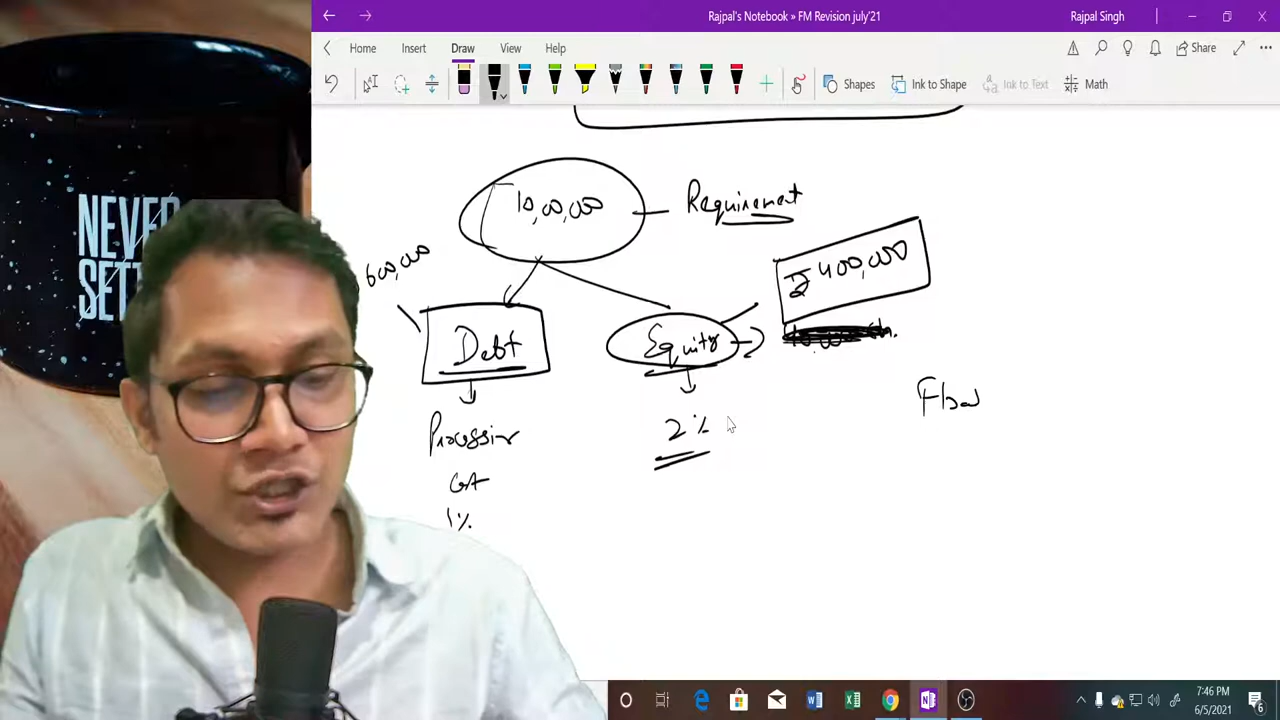 Rajpal's Notebook » FM Revision july'21
Rajpal Singh
Home Insert Draw View Help
Share
Shapes
Ink to Shape
Ink to Text
Math
NEVER
SETT
10,00,000
Requirement
600,000
400,000
Debt
Equity
2%
1%
7:46 PM
6/5/2021
6